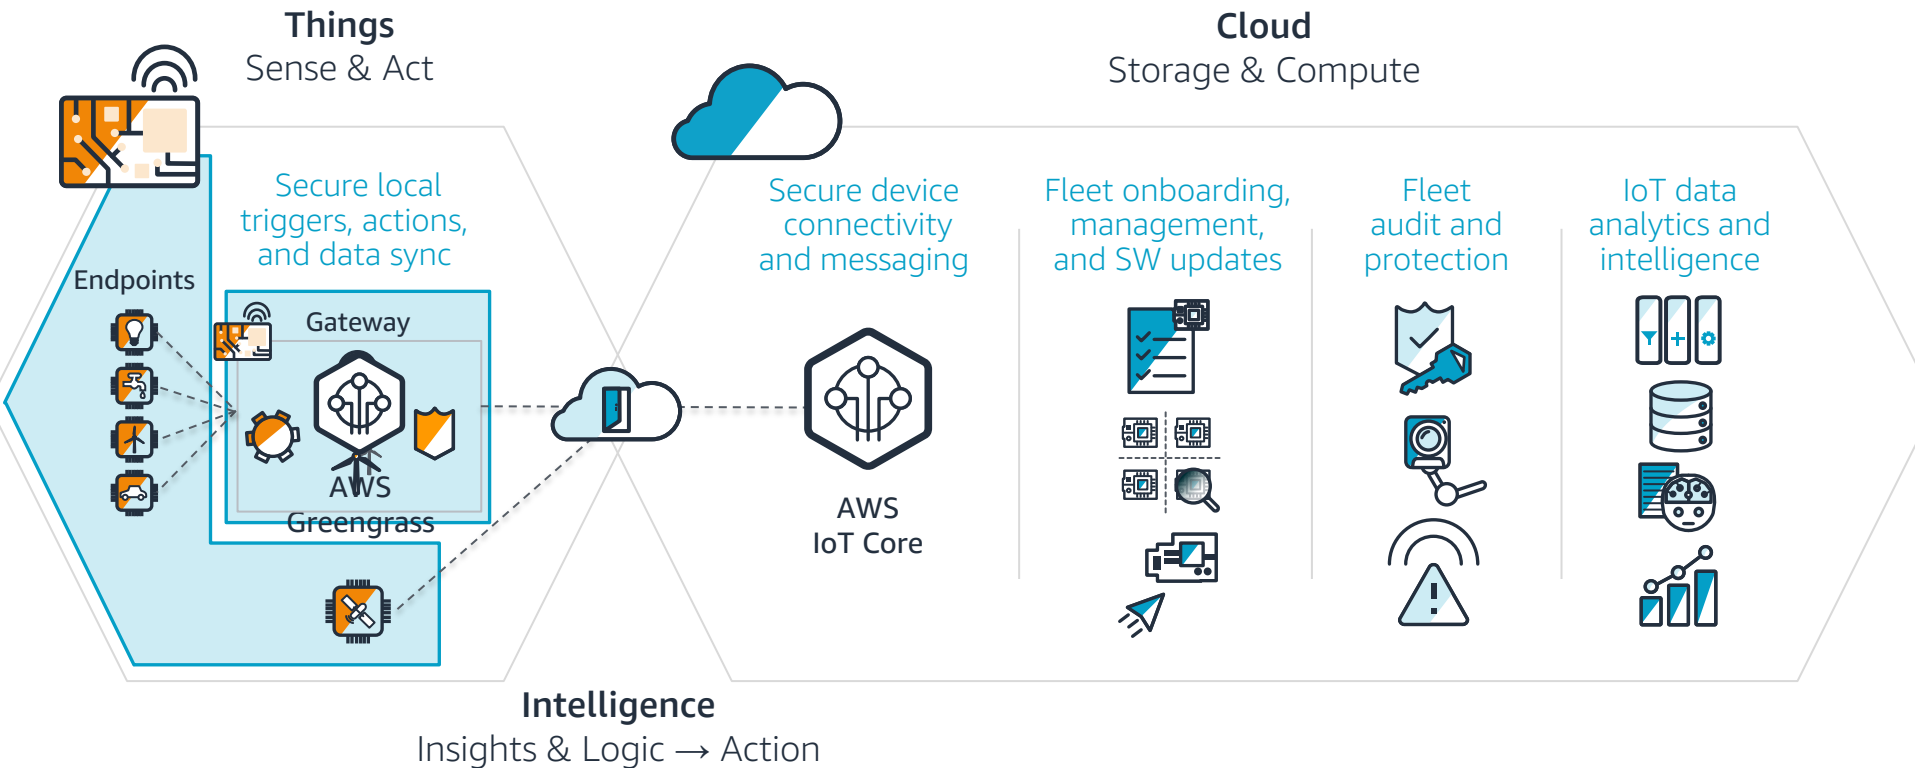 Things
Sense & Act
Cloud
Storage & Compute
Secure local
triggers, actions,
and data sync
Endpoints
Gateway
AWS
Greengrass
Secure device
connectivity
and messaging
AWS
IoT Core
Fleet onboarding,
management,
and SW updates
Fleet
audit and
protection
IoT data
analytics and
intelligence
Intelligence
Insights & Logic → Action